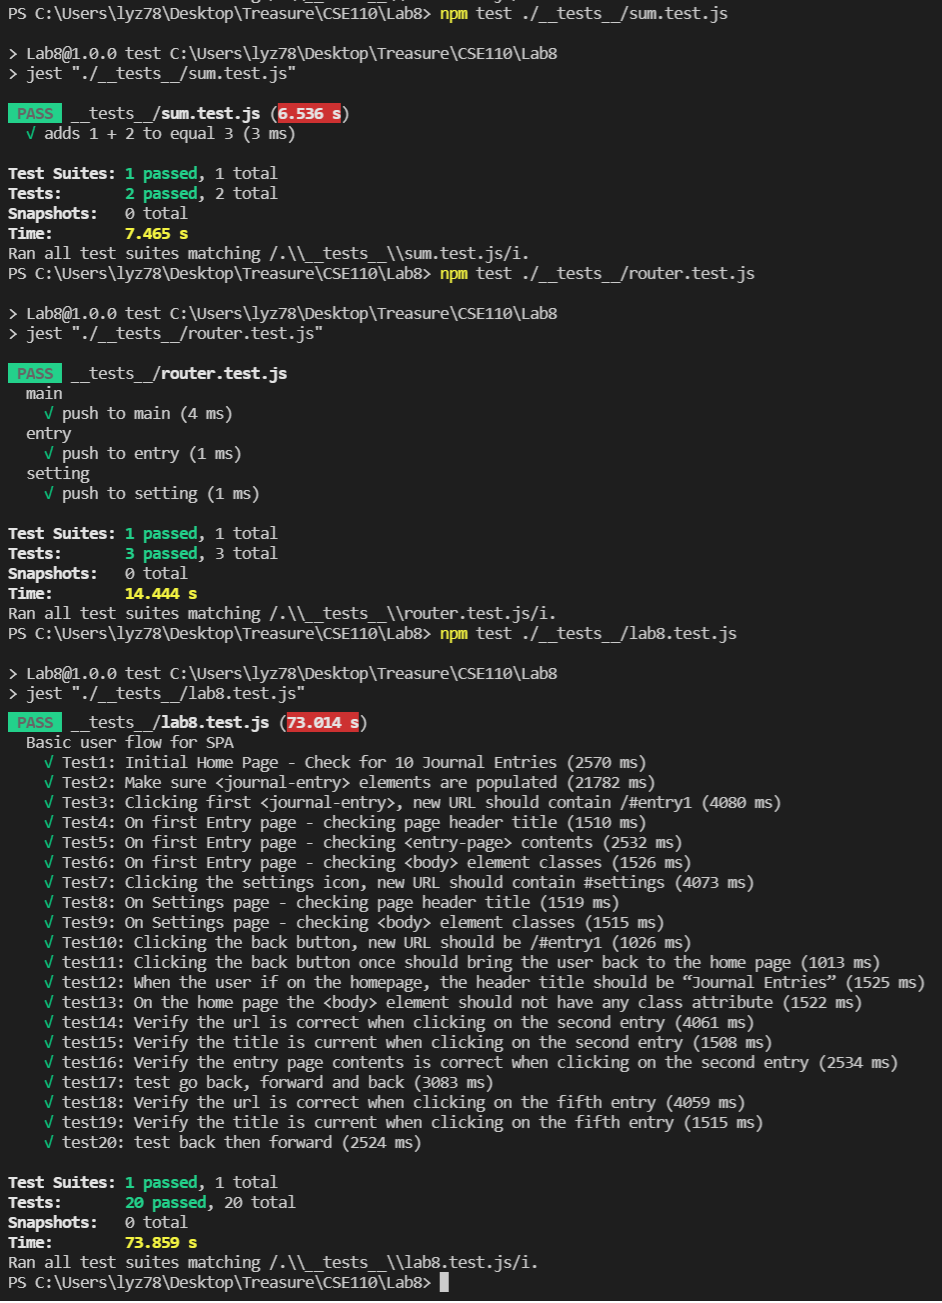 PS C:\Users\lyz78\Desktop\Treasure\CSE110\Lab8> npm test ./__tests__/sum.test.js
> Lab8@1.0.0 test C:\Users\lyz78\Desktop\Treasure\CSE110\Lab8
> jest "./__tests__/sum.test.js"
PASS __tests__/sum.test.js (6.536 s)
√ adds 1 + 2 to equal 3 (3 ms)
Test Suites: 1 passed, 1 total
Tests: 2 passed, 2 total
Snapshots: 0 total
Time: 7.465 s
Ran all test suites matching /.\\__tests__\\sum.test.js/i.
PS C:\Users\lyz78\Desktop\Treasure\CSE110\Lab8> npm test ./__tests__/router.test.js
> Lab8@1.0.0 test C:\Users\lyz78\Desktop\Treasure\CSE110\Lab8
> jest "./__tests__/router.test.js"
PASS __tests__/router.test.js
main
√ push to main (4 ms)
entry
√ push to entry (1 ms)
setting
√ push to setting (1 ms)
Test Suites: 1 passed, 1 total
Tests: 3 passed, 3 total
Snapshots: 0 total
Time: 14.444 s
Ran all test suites matching /.\\__tests__\\router.test.js/i.
PS C:\Users\lyz78\Desktop\Treasure\CSE110\Lab8> npm test ./__tests__/lab8.test.js
> Lab8@1.0.0 test C:\Users\lyz78\Desktop\Treasure\CSE110\Lab8
> jest "./__tests__/lab8.test.js"
PASS __tests__/lab8.test.js (73.014 s)
Basic user flow for SPA
√ Test1: Initial Home Page - Check for 10 Journal Entries (2570 ms)
√ Test2: Make sure <journal-entry> elements are populated (21782 ms)
√ Test3: Clicking first <journal-entry>, new URL should contain /#entry1 (4080 ms)
√ Test4: On first Entry page - checking page header title (1510 ms)
√ Test5: On first Entry page - checking <entry-page> contents (2532 ms)
√ Test6: On first Entry page - checking <body> element classes (1526 ms)
√ Test7: Clicking the settings icon, new URL should contain #settings (4073 ms)
√ Test8: On Settings page - checking page header title (1519 ms)
√ Test9: On Settings page - checking <body> element classes (1515 ms)
√ Test10: Clicking the back button, new URL should be /#entry1 (1026 ms)
√ test11: Clicking the back button once should bring the user back to the home page (1013 ms)
√ test12: When the user if on the homepage, the header title should be “Journal Entries” (1525 ms)
√ test13: On the home page the <body> element should not have any class attribute (1522 ms)
√ test14: Verify the url is correct when clicking on the second entry (4061 ms)
√ test15: Verify the title is current when clicking on the second entry (1508 ms)
√ test16: Verify the entry page contents is correct when clicking on the second entry (2534 ms)
√ test17: test go back, forward and back (3083 ms)
√ test18: Verify the url is correct when clicking on the fifth entry (4059 ms)
√ test19: Verify the title is current when clicking on the fifth entry (1515 ms)
√ test20: test back then forward (2524 ms)
Test Suites: 1 passed, 1 total
Tests: 20 passed, 20 total
Snapshots: 0 total
Time: 73.859 s
Ran all test suites matching /.\\__tests__\\lab8.test.js/i.
PS C:\Users\lyz78\Desktop\Treasure\CSE110\Lab8>